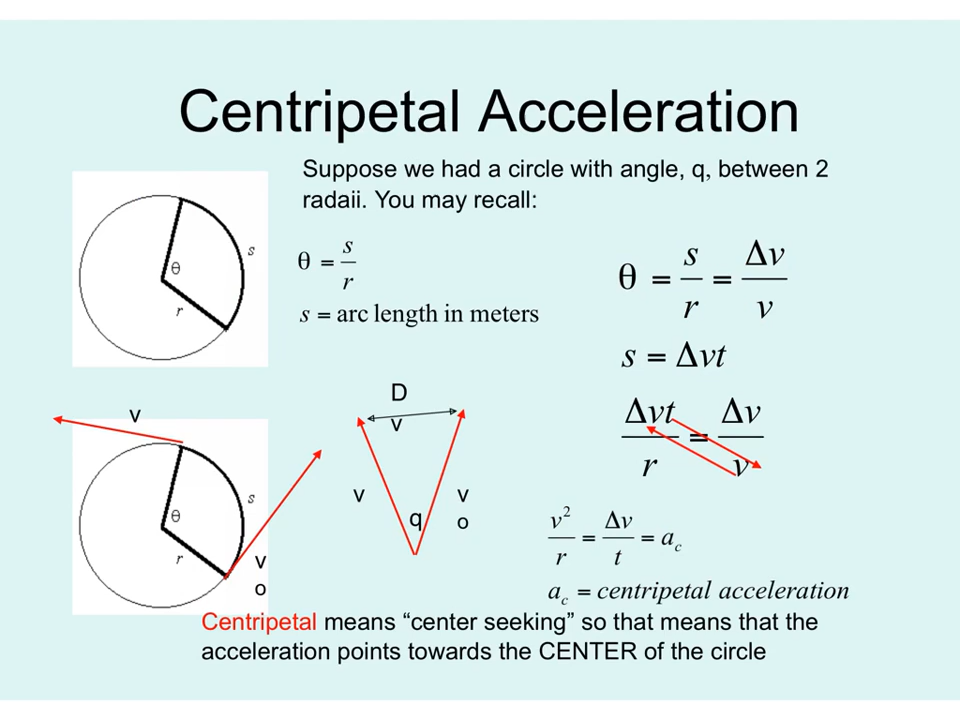 Centripetal Acceleration
Suppose we had a circle with angle, q, between 2
radaii. You may recall:
θ
s
r
θ = s/r
s = arc length in meters
θ = s/r = Δv/v
s = Δvt
Δvt/r = Δv/v
v
θ
s
r
v
o
D
v
v
q
v
o
v²/r = Δv/t = a_c
a_c = centripetal acceleration
Centripetal means “center seeking” so that means that the
acceleration points towards the CENTER of the circle